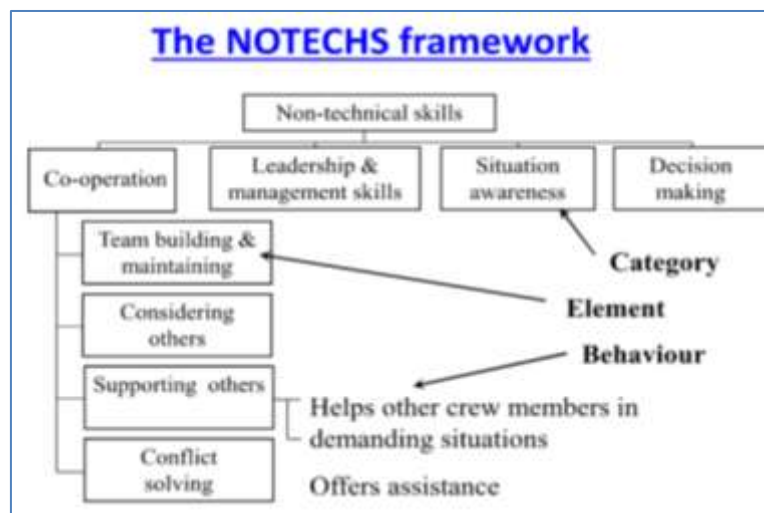 The NOTECHS framework
Non-technical skills
Co-operation
Leadership &
management skills
Situation
awareness
Decision
making
Team building &
maintaining
Category
Element
Considering
others
Behaviour
Supporting others
Helps other crew members in
demanding situations
Conflict
solving
Offers assistance